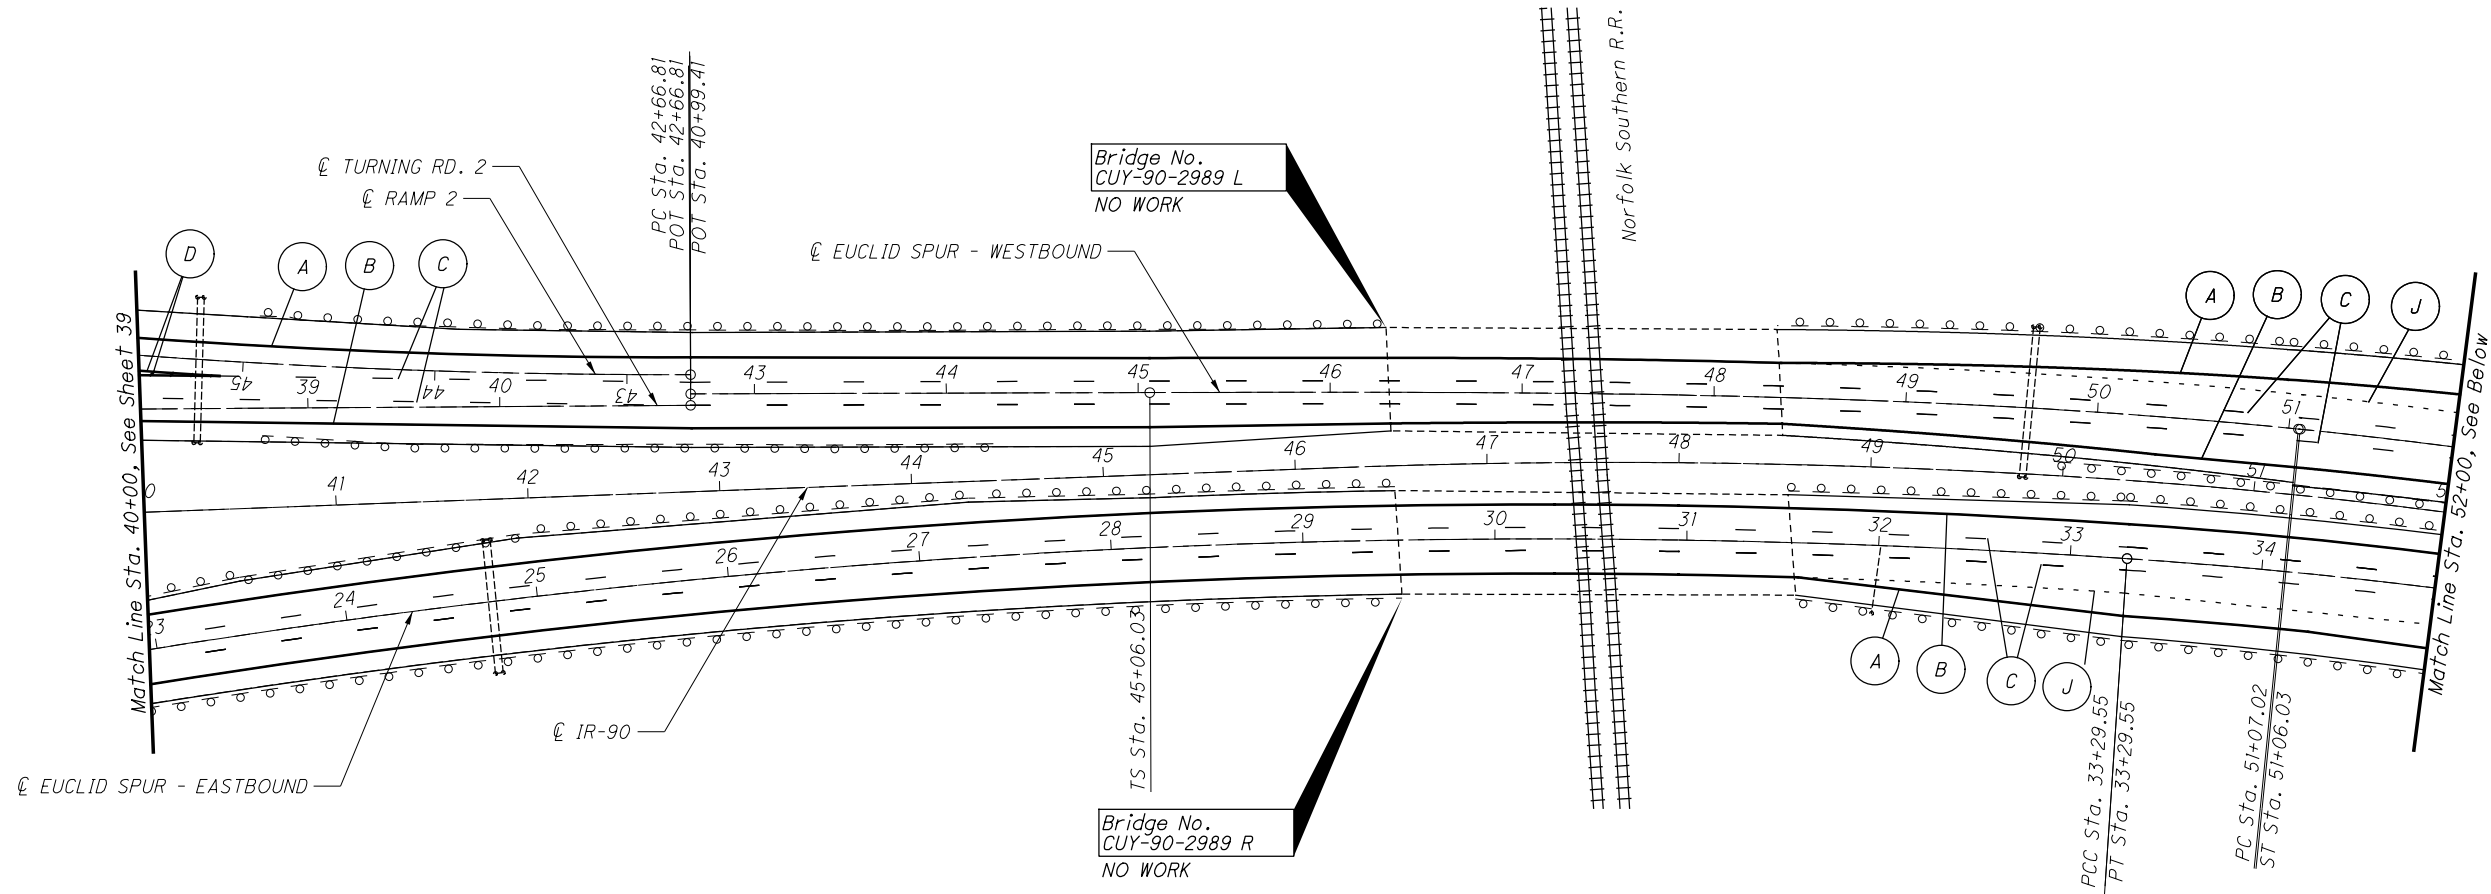 Norfolk Southern R.R.
PC Sta. 42+66.81
POT Sta. 42+66.81
POT Sta. 40+99.41
℄ TURNING RD. 2
℄ RAMP 2
Bridge No.
CUY-90-2989 L
NO WORK
℄ EUCLID SPUR - WESTBOUND
D
A
B
C
A
B
C
J
Match Line Sta. 40+00, See Sheet 39
Match Line Sta. 52+00, See Below
45
39
44
40
43
43
44
45
46
47
48
49
50
51
0
41
42
43
44
45
46
47
48
49
50
51
5
23
24
25
26
27
28
29
30
31
32
33
34
A
B
C
J
℄ IR-90
℄ EUCLID SPUR - EASTBOUND
TS Sta. 45+06.03
Bridge No.
CUY-90-2989 R
NO WORK
PCC Sta. 33+29.55
PT Sta. 33+29.55
PC Sta. 51+07.02
ST Sta. 51+06.03